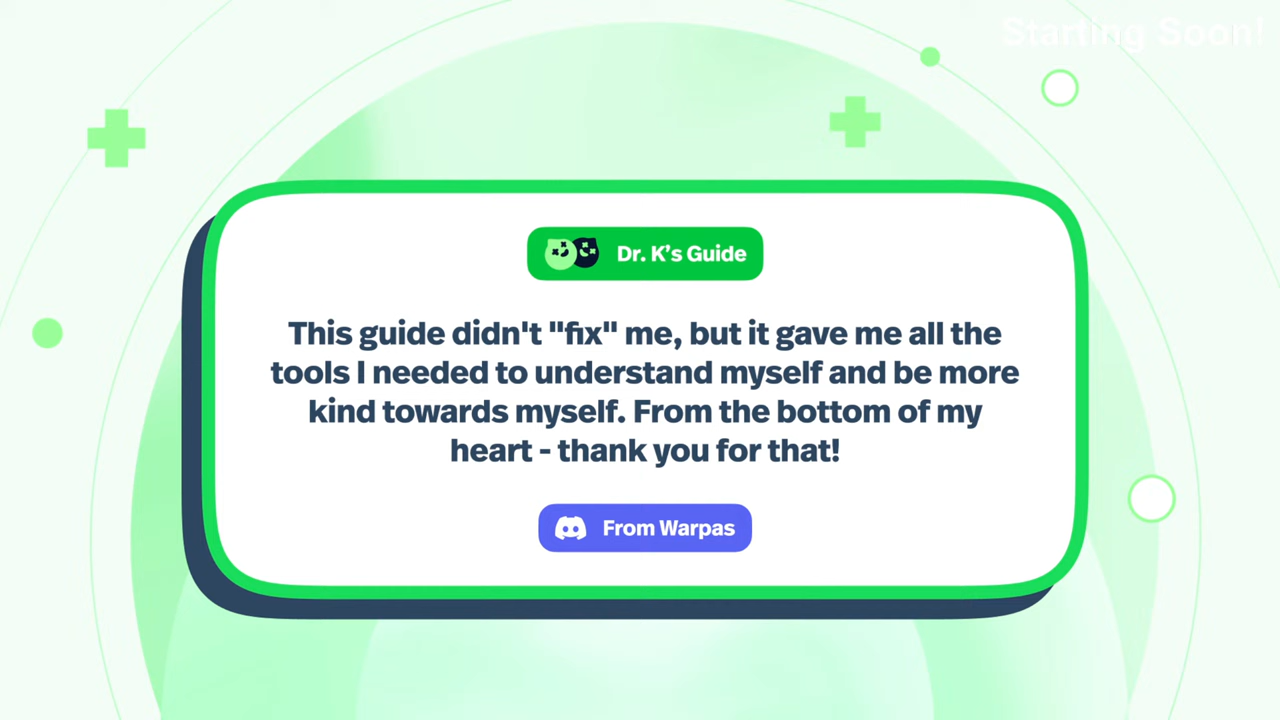 Starting Soon!
Dr. K’s Guide
This guide didn't "fix" me, but it gave me all the
tools I needed to understand myself and be more
kind towards myself. From the bottom of my
heart - thank you for that!
From Warpas